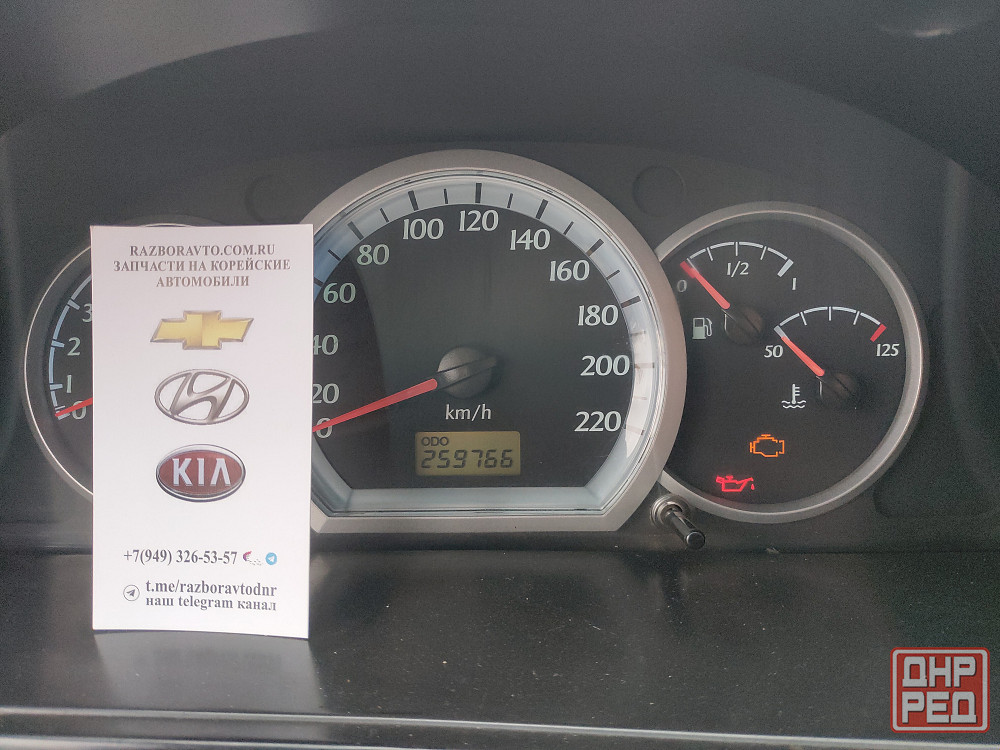 RAZBORAVTO.COM.RU
ЗАПЧАСТИ НА КОРЕЙСКИЕ
АВТОМОБИЛИ
KIA
+7(949) 326-53-57
t.me/razboravtodnr
наш telegram канал
3
2
1
0
0
20
40
60
80
100
120
140
160
180
200
220
km/h
ODO
259766
0
1/2
1
50
125
ДНР
РЕД